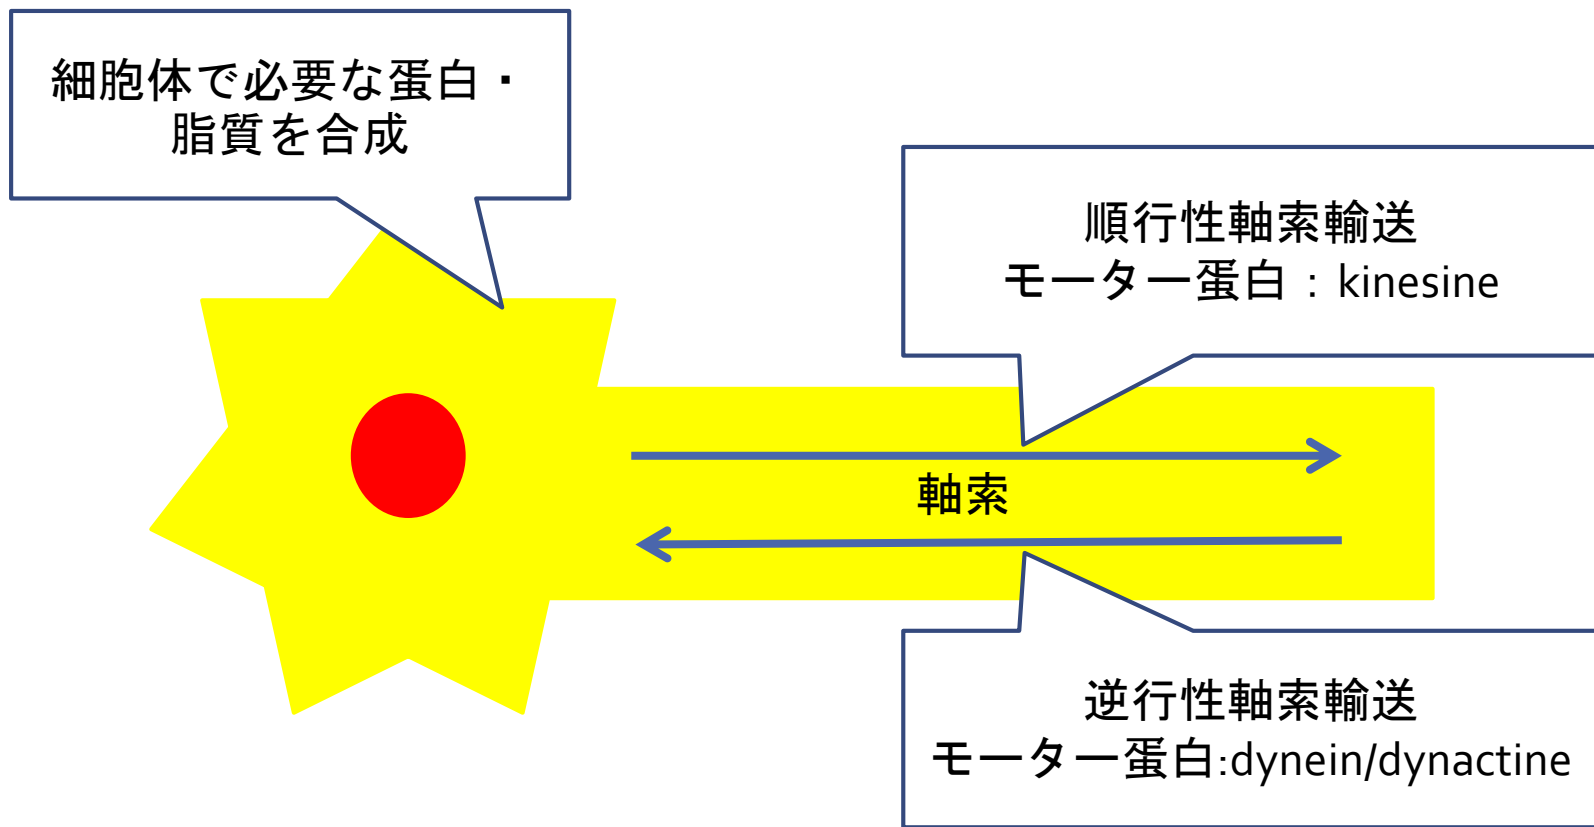 細胞体で必要な蛋白・
脂質を合成
順行性軸索輸送
モーター蛋白：kinesine
軸索
逆行性軸索輸送
モーター蛋白:dynein/dynactine